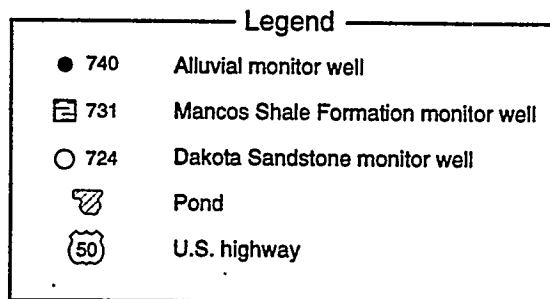 Legend
740 Alluvial monitor well
731 Mancos Shale Formation monitor well
724 Dakota Sandstone monitor well
Pond
50 U.S. highway